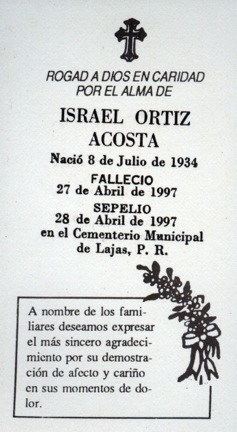 ROGAD A DIOS EN CARIDAD
POR EL ALMA DE
ISRAEL ORTIZ
ACOSTA
Nació 8 de Julio de 1934
FALLECIO
27 de Abril de 1997
SEPELIO
28 de Abril de 1997
en el Cementerio Municipal
de Lajas, P. R.
A nombre de los fami-
liares deseamos expresar
el más sincero agradeci-
miento por su demostra-
ción de afecto y cariño
en sus momentos de do-
lor.